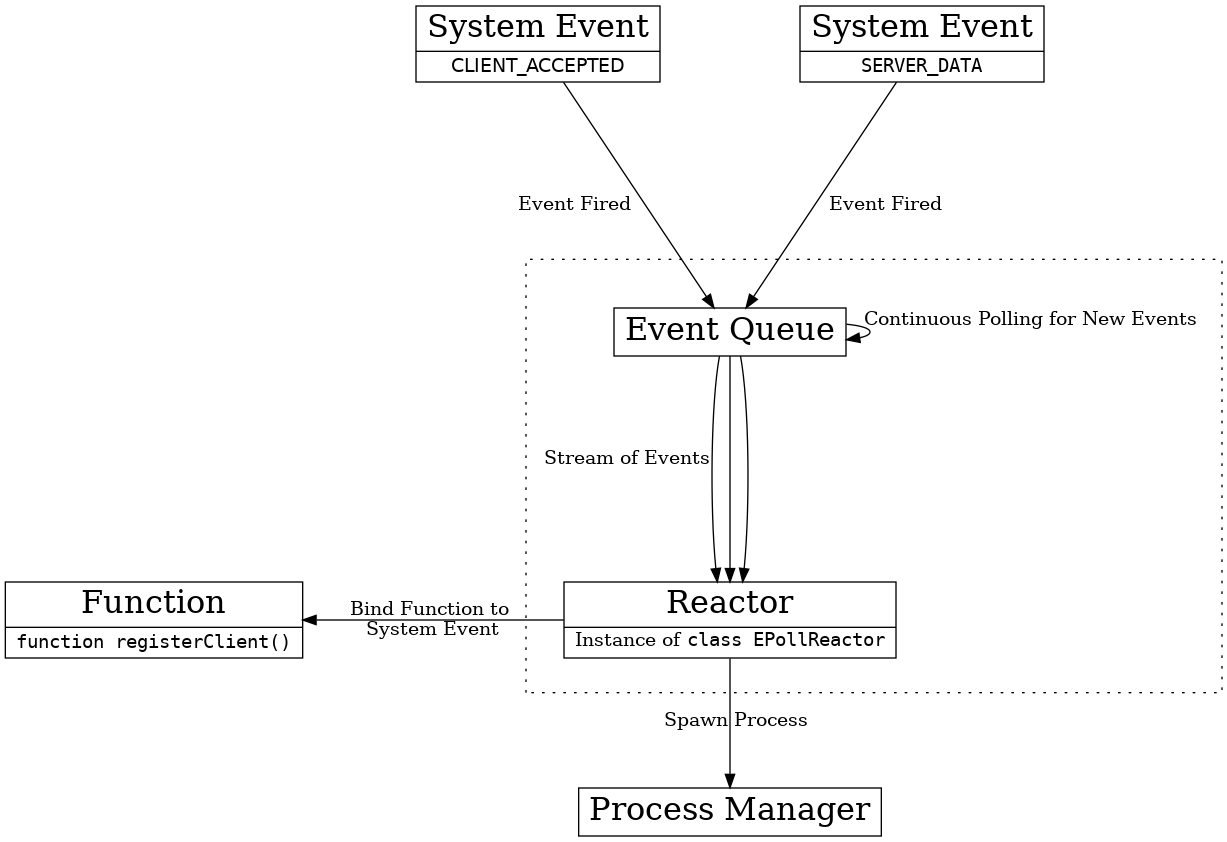 System Event
CLIENT_ACCEPTED
System Event
SERVER_DATA
Event Fired
Event Fired
Event Queue
Continuous Polling for New Events
Stream of Events
Function
function registerClient()
Bind Function to
System Event
Reactor
Instance of class EPollReactor
Spawn Process
Process Manager